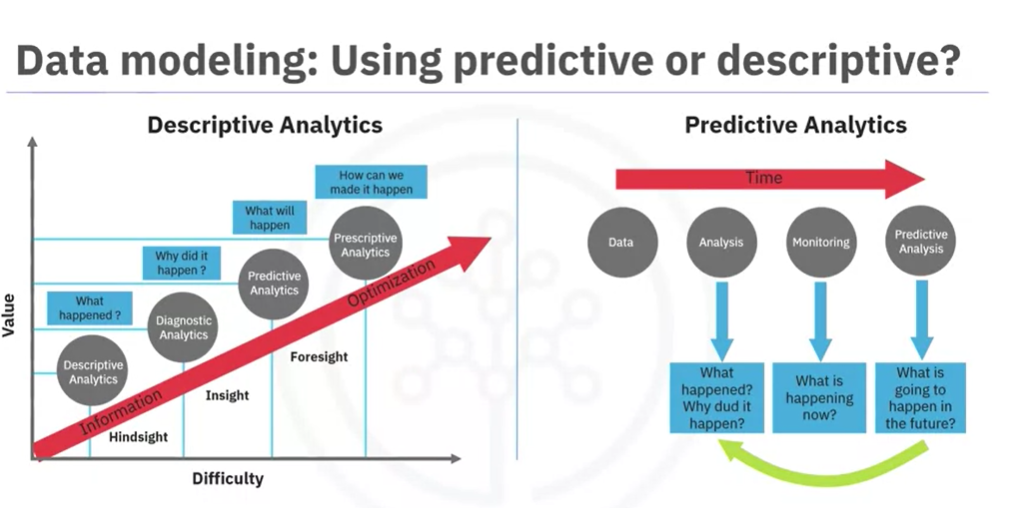 Data modeling: Using predictive or descriptive?
Descriptive Analytics
How can we
made it happen
What will
happen
Why did it
happen ?
What
happened ?
Prescriptive
Analytics
Predictive
Analytics
Diagnostic
Analytics
Descriptive
Analytics
Information
Optimization
Hindsight
Insight
Foresight
Value
Difficulty
Predictive Analytics
Time
Data
Analysis
Monitoring
Predictive
Analysis
What
happened?
Why dud it
happen?
What is
happening
now?
What is
going to
happen in
the future?